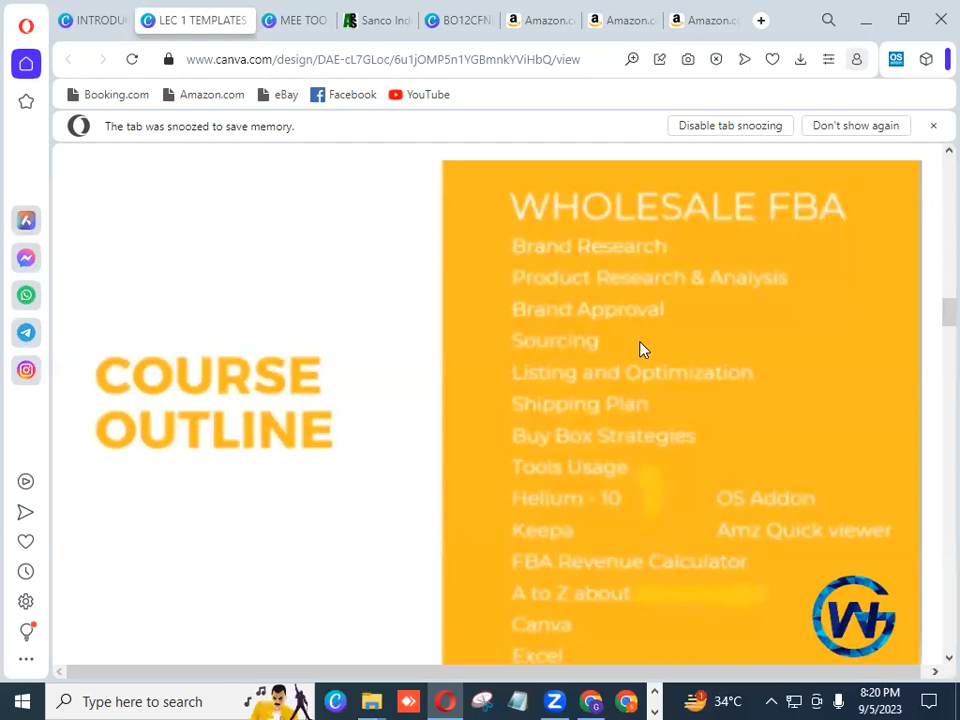 INTRODU
LEC 1 TEMPLATES
MEE TOO
Sanco Ind
BO12CFN
Amazon.c
Amazon.c
Amazon.c
www.canva.com/design/DAE-cL7GLoc/6u1jOMP5n1YGBmnkYViHbQ/view
Booking.com
Amazon.com
eBay
Facebook
YouTube
The tab was snoozed to save memory.
Disable tab snoozing
Don't show again
COURSE
OUTLINE
WHOLESALE FBA
Brand Research
Product Research & Analysis
Brand Approval
Sourcing
Listing and Optimization
Shipping Plan
Buy Box Strategies
Tools Usage
Helium - 10 OS Addon
Keepa Amz Quick viewer
FBA Revenue Calculator
A to Z about
Canva
Excel
Type here to search
1
34°C
8:20 PM
9/5/2023